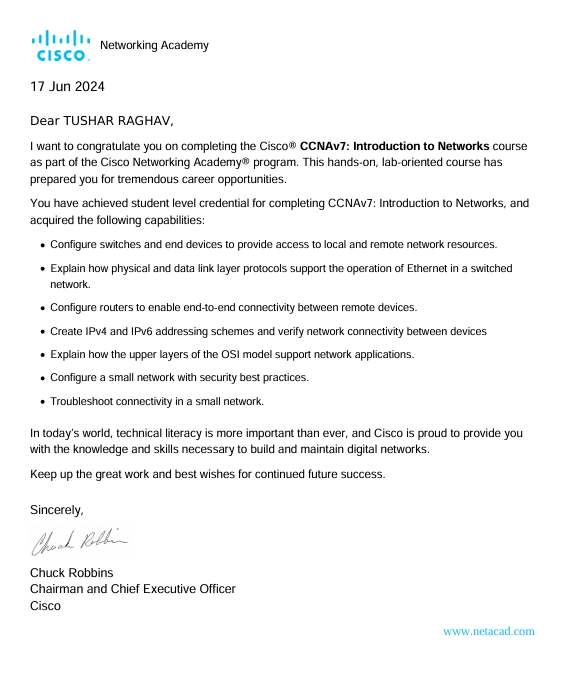 CISCO Networking Academy
17 Jun 2024
Dear TUSHAR RAGHAV,
I want to congratulate you on completing the Cisco® CCNAv7: Introduction to Networks course
as part of the Cisco Networking Academy® program. This hands-on, lab-oriented course has
prepared you for tremendous career opportunities.
You have achieved student level credential for completing CCNAv7: Introduction to Networks, and
acquired the following capabilities:
• Configure switches and end devices to provide access to local and remote network resources.
• Explain how physical and data link layer protocols support the operation of Ethernet in a switched
network.
• Configure routers to enable end-to-end connectivity between remote devices.
• Create IPv4 and IPv6 addressing schemes and verify network connectivity between devices
• Explain how the upper layers of the OSI model support network applications.
• Configure a small network with security best practices.
• Troubleshoot connectivity in a small network.
In today's world, technical literacy is more important than ever, and Cisco is proud to provide you
with the knowledge and skills necessary to build and maintain digital networks.
Keep up the great work and best wishes for continued future success.
Sincerely,
Chuck Robbins
Chuck Robbins
Chairman and Chief Executive Officer
Cisco
www.netacad.com